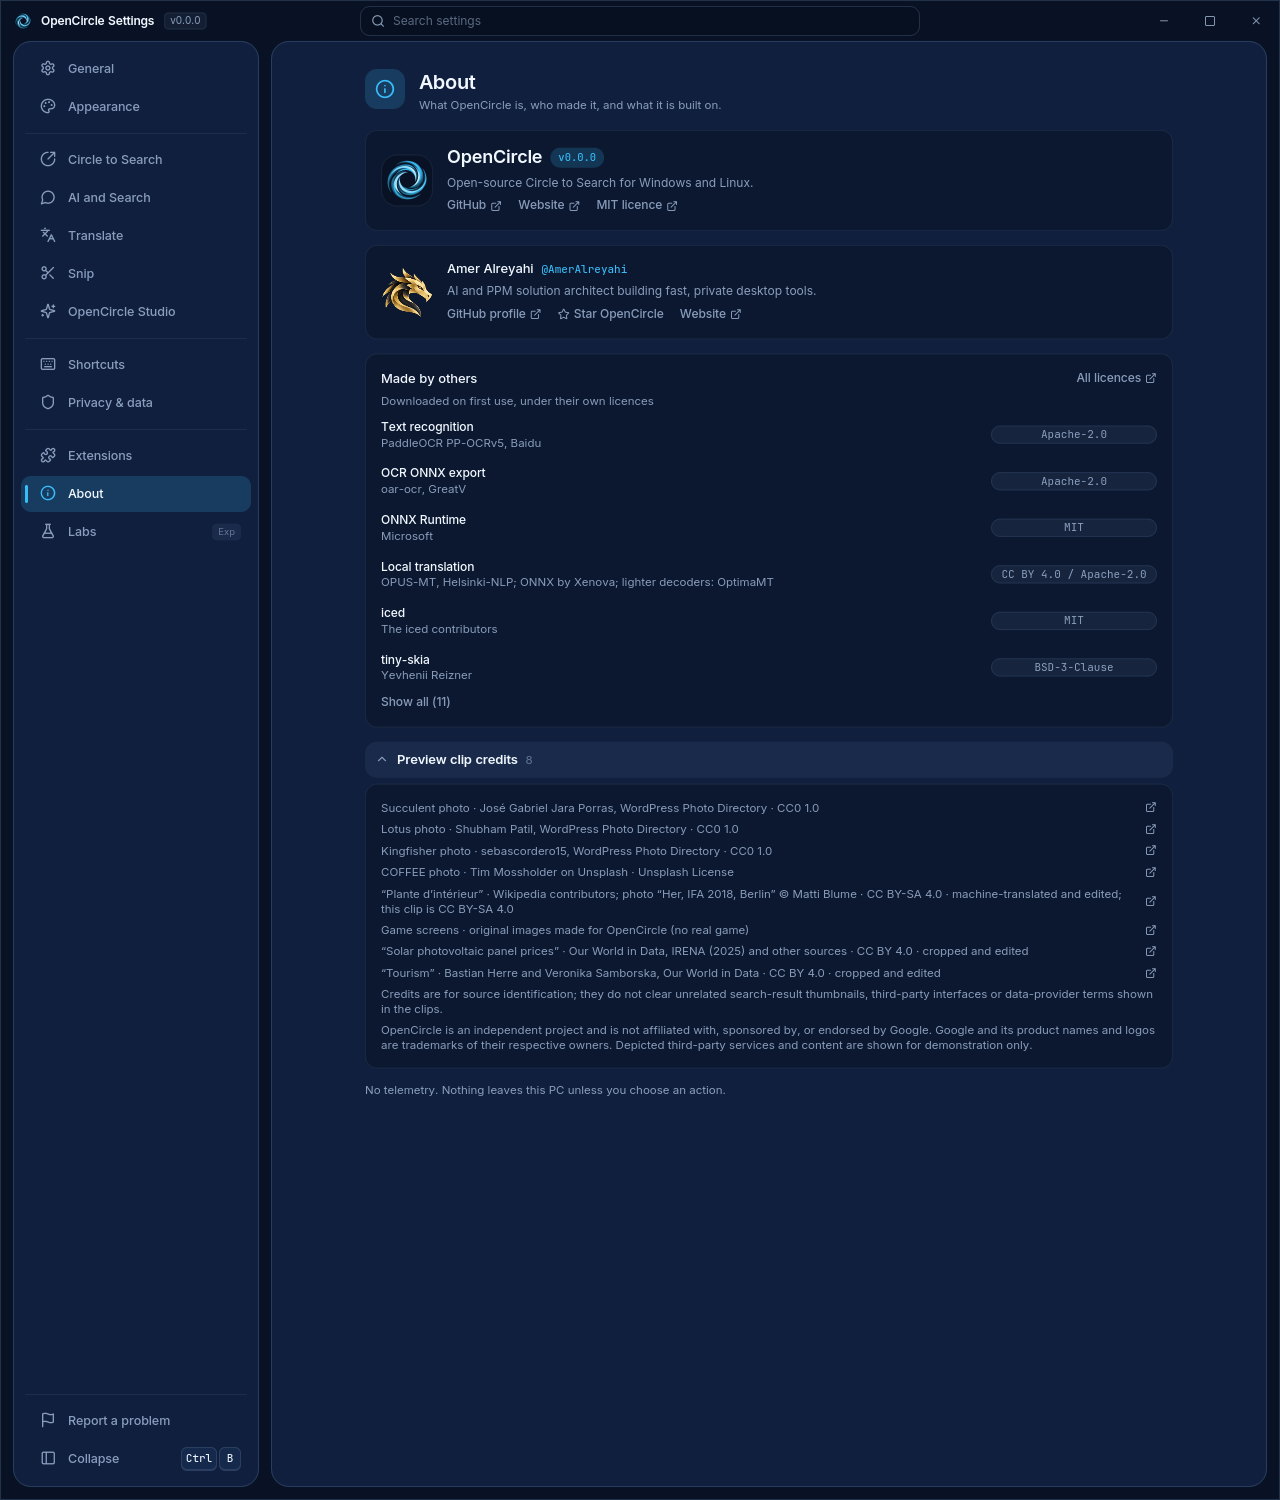 OpenCircle Settings v0.0.0
Search settings
General
Appearance
Circle to Search
AI and Search
Translate
Snip
OpenCircle Studio
Shortcuts
Privacy & data
Extensions
About
Labs Exp
Report a problem
Collapse Ctrl B
About
What OpenCircle is, who made it, and what it is built on.
OpenCircle v0.0.0
Open-source Circle to Search for Windows and Linux.
GitHub Website MIT licence
Amer Alreyahi @AmerAlreyahi
AI and PPM solution architect building fast, private desktop tools.
GitHub profile Star OpenCircle Website
Made by others All licences
Downloaded on first use, under their own licences
Text recognition
PaddleOCR PP-OCRv5, Baidu
Apache-2.0
OCR ONNX export
oar-ocr, GreatV
Apache-2.0
ONNX Runtime
Microsoft
MIT
Local translation
OPUS-MT, Helsinki-NLP; ONNX by Xenova; lighter decoders: OptimaMT
CC BY 4.0 / Apache-2.0
iced
The iced contributors
MIT
tiny-skia
Yevhenii Reizner
BSD-3-Clause
Show all (11)
Preview clip credits 8
Succulent photo · José Gabriel Jara Porras, WordPress Photo Directory · CC0 1.0
Lotus photo · Shubham Patil, WordPress Photo Directory · CC0 1.0
Kingfisher photo · sebascordero15, WordPress Photo Directory · CC0 1.0
COFFEE photo · Tim Mossholder on Unsplash · Unsplash License
“Plante d’intérieur” · Wikipedia contributors; photo “Her, IFA 2018, Berlin” © Matti Blume · CC BY-SA 4.0 · machine-translated and edited;
this clip is CC BY-SA 4.0
Game screens · original images made for OpenCircle (no real game)
“Solar photovoltaic panel prices” · Our World in Data, IRENA (2025) and other sources · CC BY 4.0 · cropped and edited
“Tourism” · Bastian Herre and Veronika Samborska, Our World in Data · CC BY 4.0 · cropped and edited
Credits are for source identification; they do not clear unrelated search-result thumbnails, third-party interfaces or data-provider terms shown
in the clips.
OpenCircle is an independent project and is not affiliated with, sponsored by, or endorsed by Google. Google and its product names and logos
are trademarks of their respective owners. Depicted third-party services and content are shown for demonstration only.
No telemetry. Nothing leaves this PC unless you choose an action.